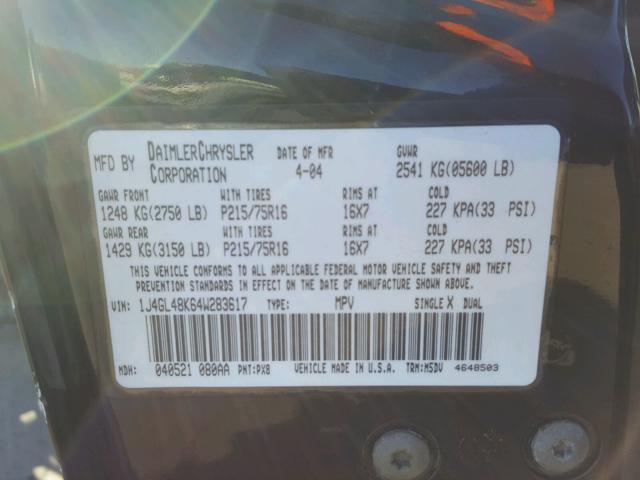 MFD BY DAIMLERCHRYSLER CORPORATION DATE OF MFR 4-04 GVWR 2541 KG(05600 LB)
GAWR FRONT WITH TIRES RIMS AT COLD
1248 KG(2750 LB) P215/75R16 16X7 227 KPA(33 PSI)
GAWR REAR WITH TIRES RIMS AT COLD
1429 KG(3150 LB) P215/75R16 16X7 227 KPA(33 PSI)
THIS VEHICLE CONFORMS TO ALL APPLICABLE FEDERAL MOTOR VEHICLE SAFETY AND THEFT
PREVENTION STANDARDS IN EFFECT ON THE DATE OF MANUFACTURE SHOWN ABOVE.
VIN: 1J4GL48K64W283617 TYPE: MPV SINGLE X DUAL
MDH: 040521 080AA PNT:PX8 VEHICLE MADE IN U.S.A. TRM:M5DV 4648503